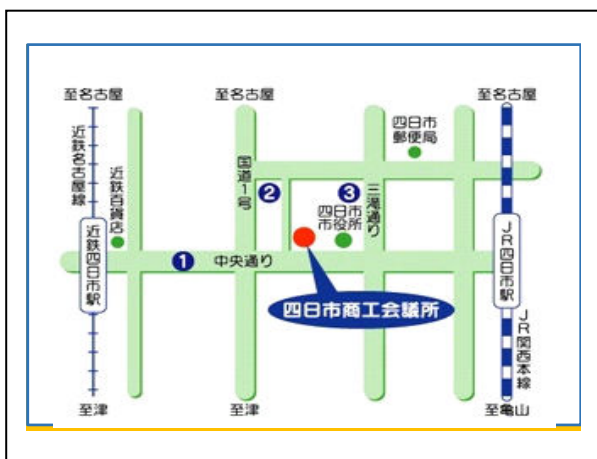 至名古屋
至名古屋
至名古屋
近鉄名古屋線
近鉄百貨店
国道1号
四日市
郵便局
2
3
三滝通り
四日市
市役所
近鉄四日市駅
1
中央通り
JR四日市駅
四日市商工会議所
JR関西本線
至津
至津
至亀山